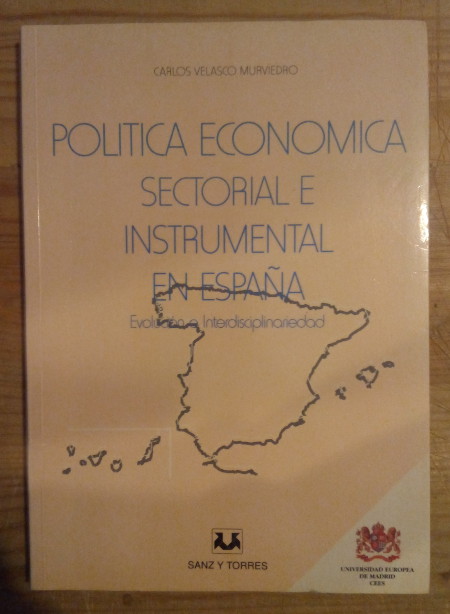 CARLOS VELASCO MURVIEDRO
POLITICA ECONOMICA
SECTORIAL E
INSTRUMENTAL
EN ESPAÑA
Evolución e Interdisciplinariedad
SANZ Y TORRES
UNIVERSIDAD EUROPEA
DE MADRID
CEES